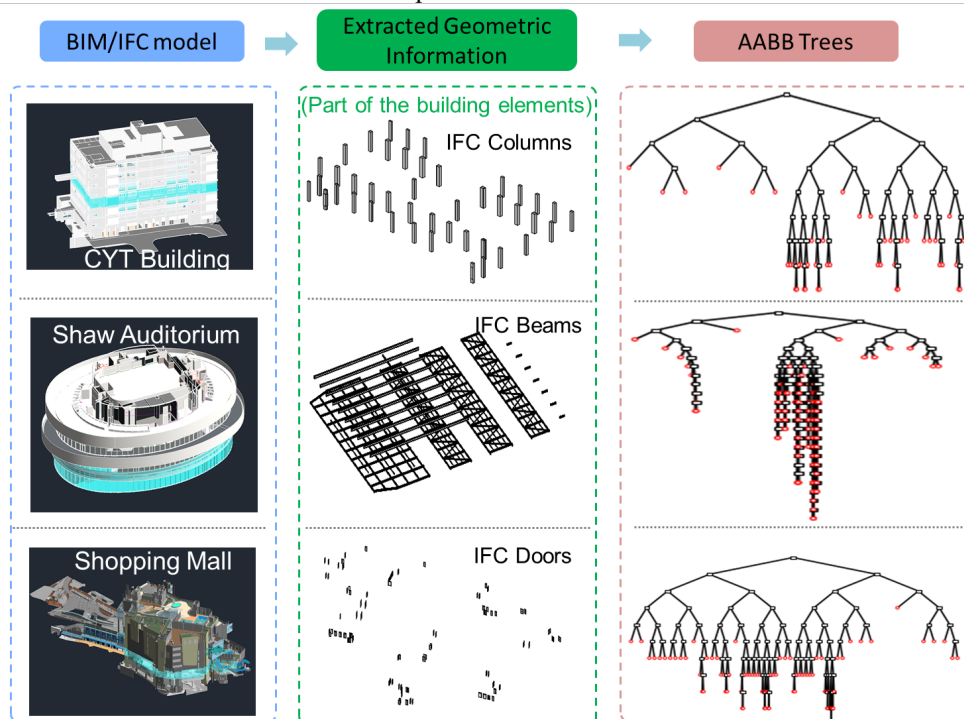 BIM/IFC model
Extracted Geometric
Information
AABB Trees
(Part of the building elements)
IFC Columns
CYT Building
Shaw Auditorium
IFC Beams
Shopping Mall
IFC Doors